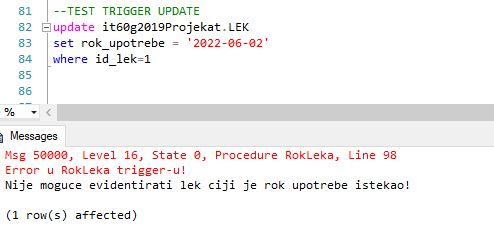 81 --TEST TRIGGER UPDATE
82 update it60g2019Projekat.LEK
83 set rok_upotrebe = '2022-06-02'
84 where id_lek=1
85
86
%
Messages
Msg 50000, Level 16, State 0, Procedure RokLeka, Line 98
Error u RokLeka trigger-u!
Nije moguce evidentirati lek ciji je rok upotrebe istekao!
(1 row(s) affected)